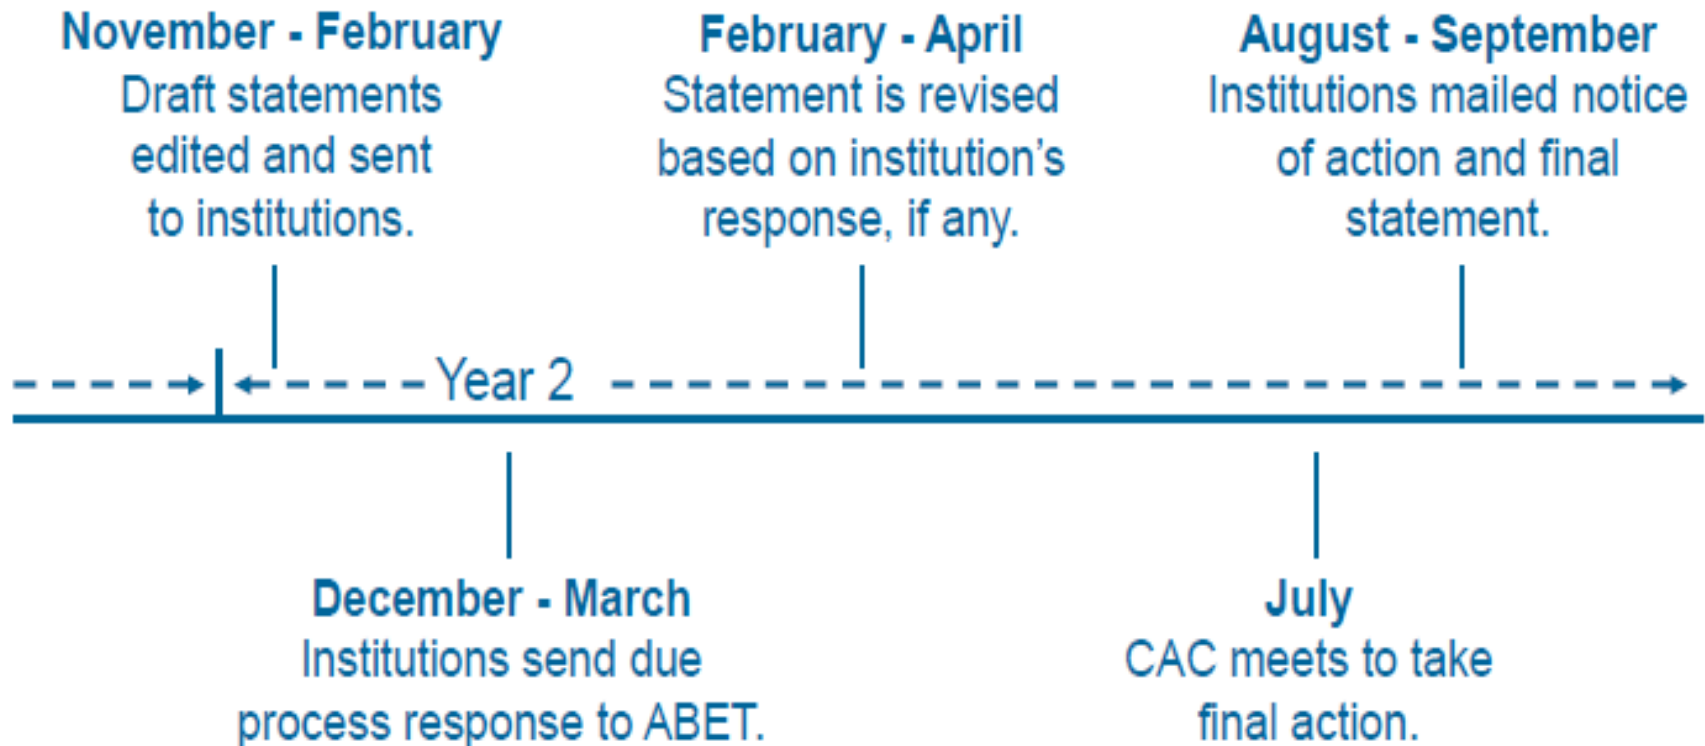 November - February
Draft statements
edited and sent
to institutions.
February - April
Statement is revised
based on institution’s
response, if any.
August - September
Institutions mailed notice
of action and final
statement.
Year 2
December - March
Institutions send due
process response to ABET.
July
CAC meets to take
final action.